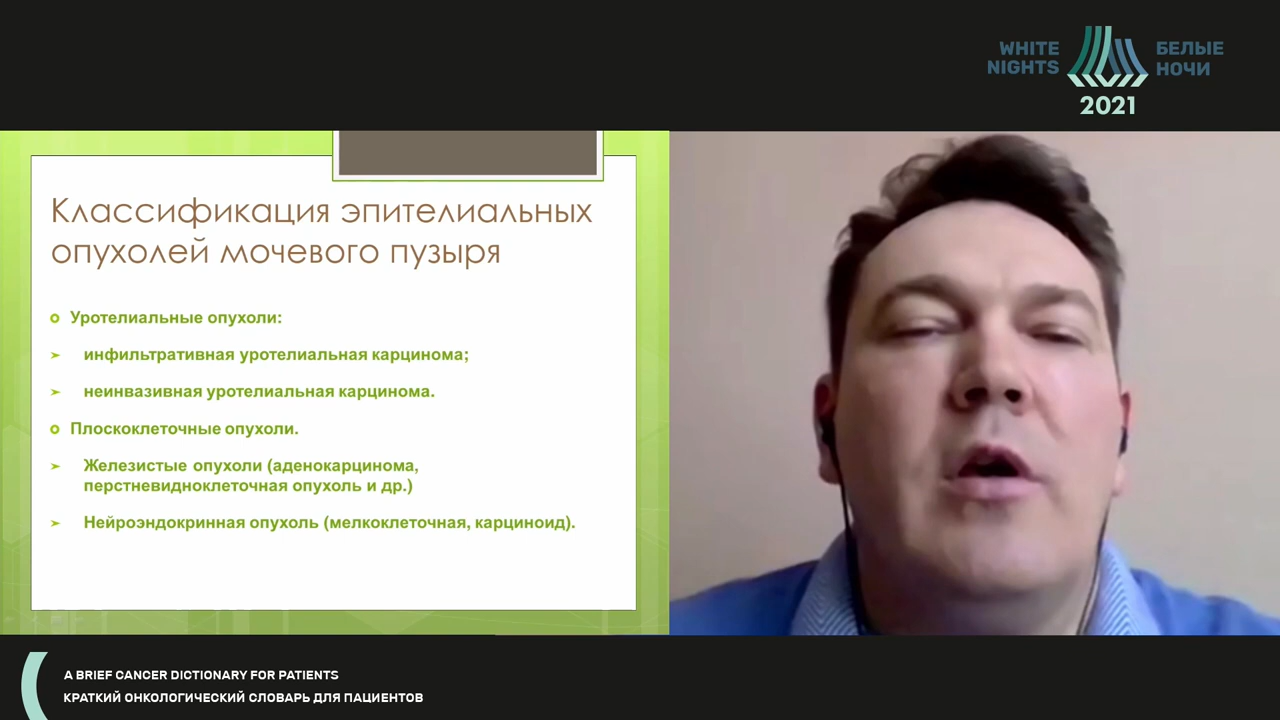 WHITE
NIGHTS
БЕЛЫЕ
НОЧИ
2021
Классификация эпителиальных
опухолей мочевого пузыря
Уротелиальные опухоли:
инфильтративная уротелиальная карцинома;
неинвазивная уротелиальная карцинома.
Плоскоклеточные опухоли.
Железистые опухоли (аденокарцинома,
перстневидноклеточная опухоль и др.)
Нейроэндокринная опухоль (мелкоклеточная, карциноид).
A BRIEF CANCER DICTIONARY FOR PATIENTS
КРАТКИЙ ОНКОЛОГИЧЕСКИЙ СЛОВАРЬ ДЛЯ ПАЦИЕНТОВ